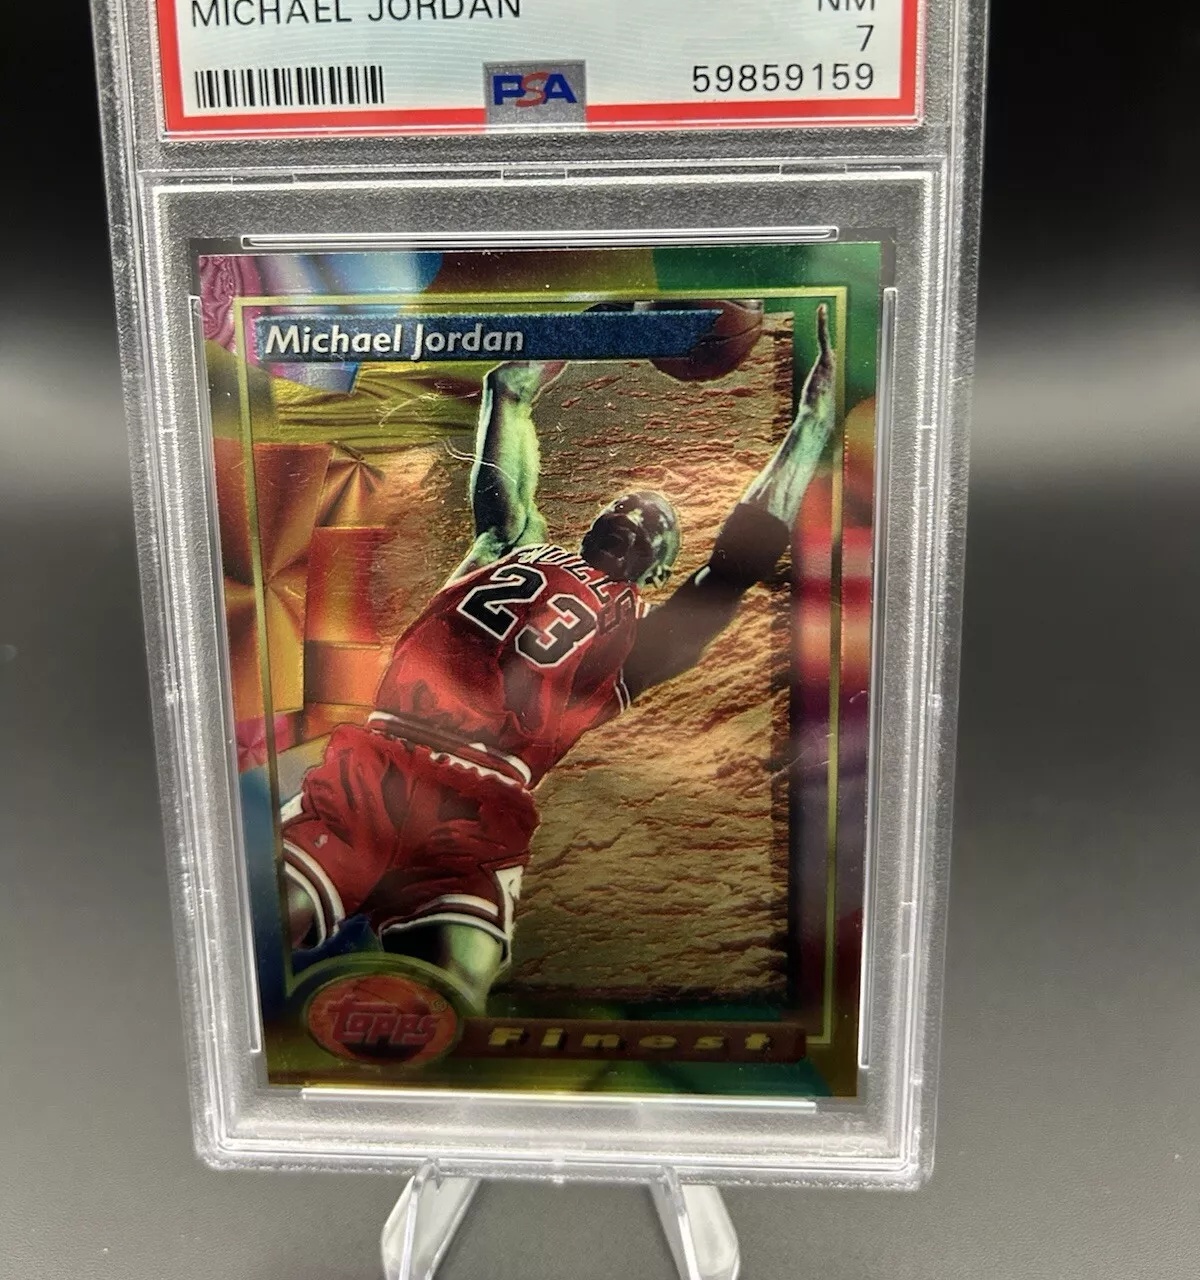 MICHAEL JORDAN
NM
7
PSA
59859159
Michael Jordan
BULLS
23
Topps
®
Finest